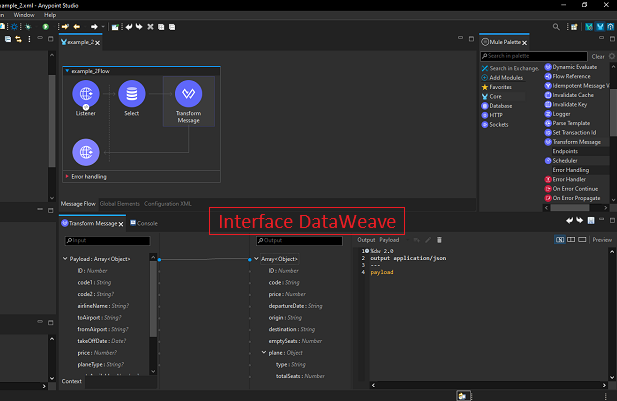 e_2.xml - Anypoint Studio
Window Help
example_2
example_2Flow
Listener
Select
Transform
Message
Error handling
Message Flow Global Elements Configuration XML
Mule Palette
Search in palette Clear
Search in Exchange..
Add Modules
Favorites
Core
Database
HTTP
Sockets
Dynamic Evaluate
Flow Reference
Idempotent Message V
Invalidate Cache
Invalidate Key
Logger
Parse Template
Set Transaction Id
Transform Message
Endpoints
Scheduler
Error Handling
Error Handler
On Error Continue
On Error Propagate
Interface DataWeave
Transform Message Console
Input
Payload : Array<Object>
ID : Number
code1 : String?
code2 : String?
airlineName : String?
toAirport : String?
fromAirport : String?
takeOffDate : Date?
price : Number?
planeType : String?
Context
Output
Array<Object>
ID : Number
code : String
price : Number
departureDate : String
origin : String
destination : String
emptySeats : Number
plane : Object
type : String
totalSeats : Number
Output Payload Preview
1 %dw 2.0
2 output application/json
3 ---
4 payload